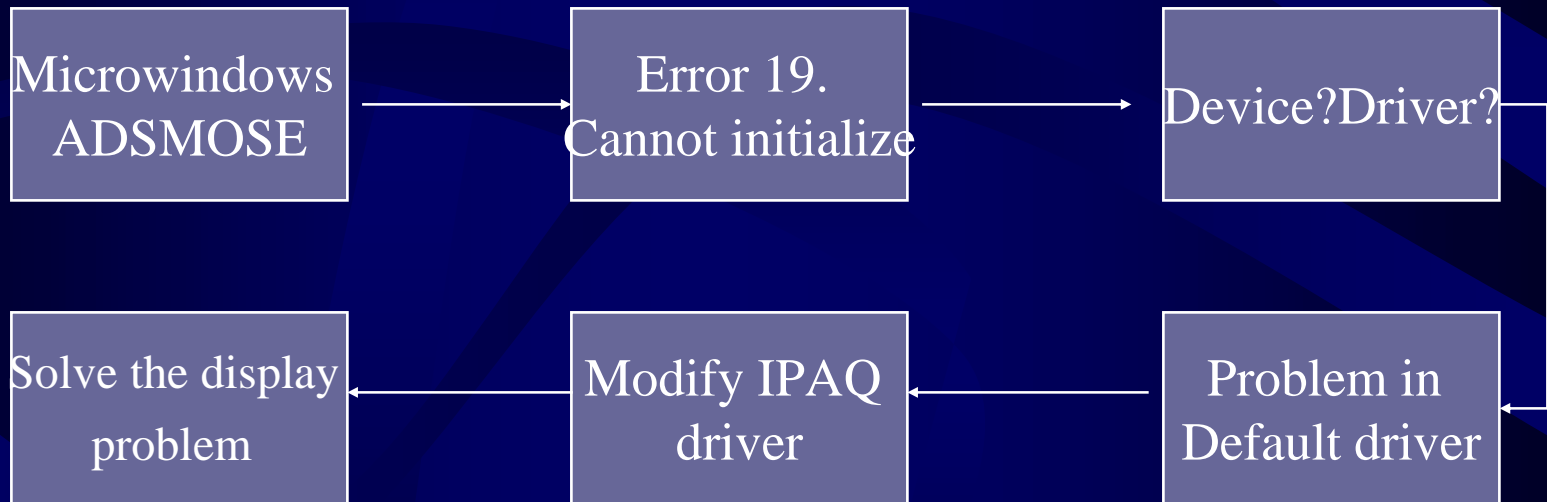 Microwindows
ADSMOSE
Error 19.
Cannot initialize
Device?Driver?
Problem in
Default driver
Modify IPAQ
driver
Solve the display
problem